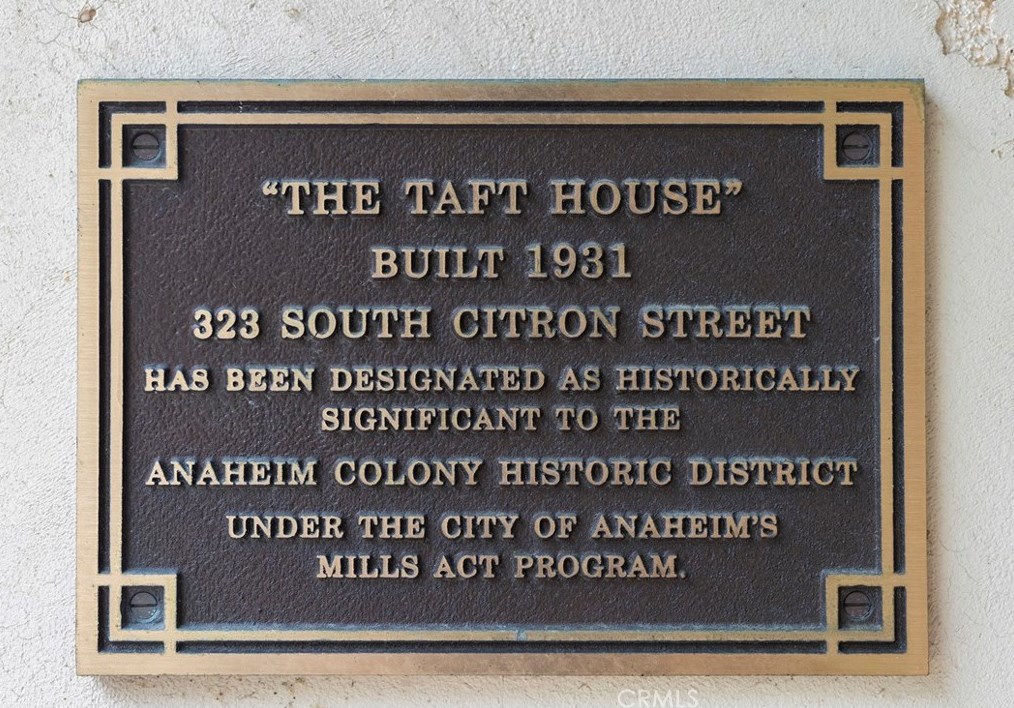 “THE TAFT HOUSE”
BUILT 1931
323 SOUTH CITRON STREET
HAS BEEN DESIGNATED AS HISTORICALLY
SIGNIFICANT TO THE
ANAHEIM COLONY HISTORIC DISTRICT
UNDER THE CITY OF ANAHEIM'S
MILLS ACT PROGRAM.
CRMLS